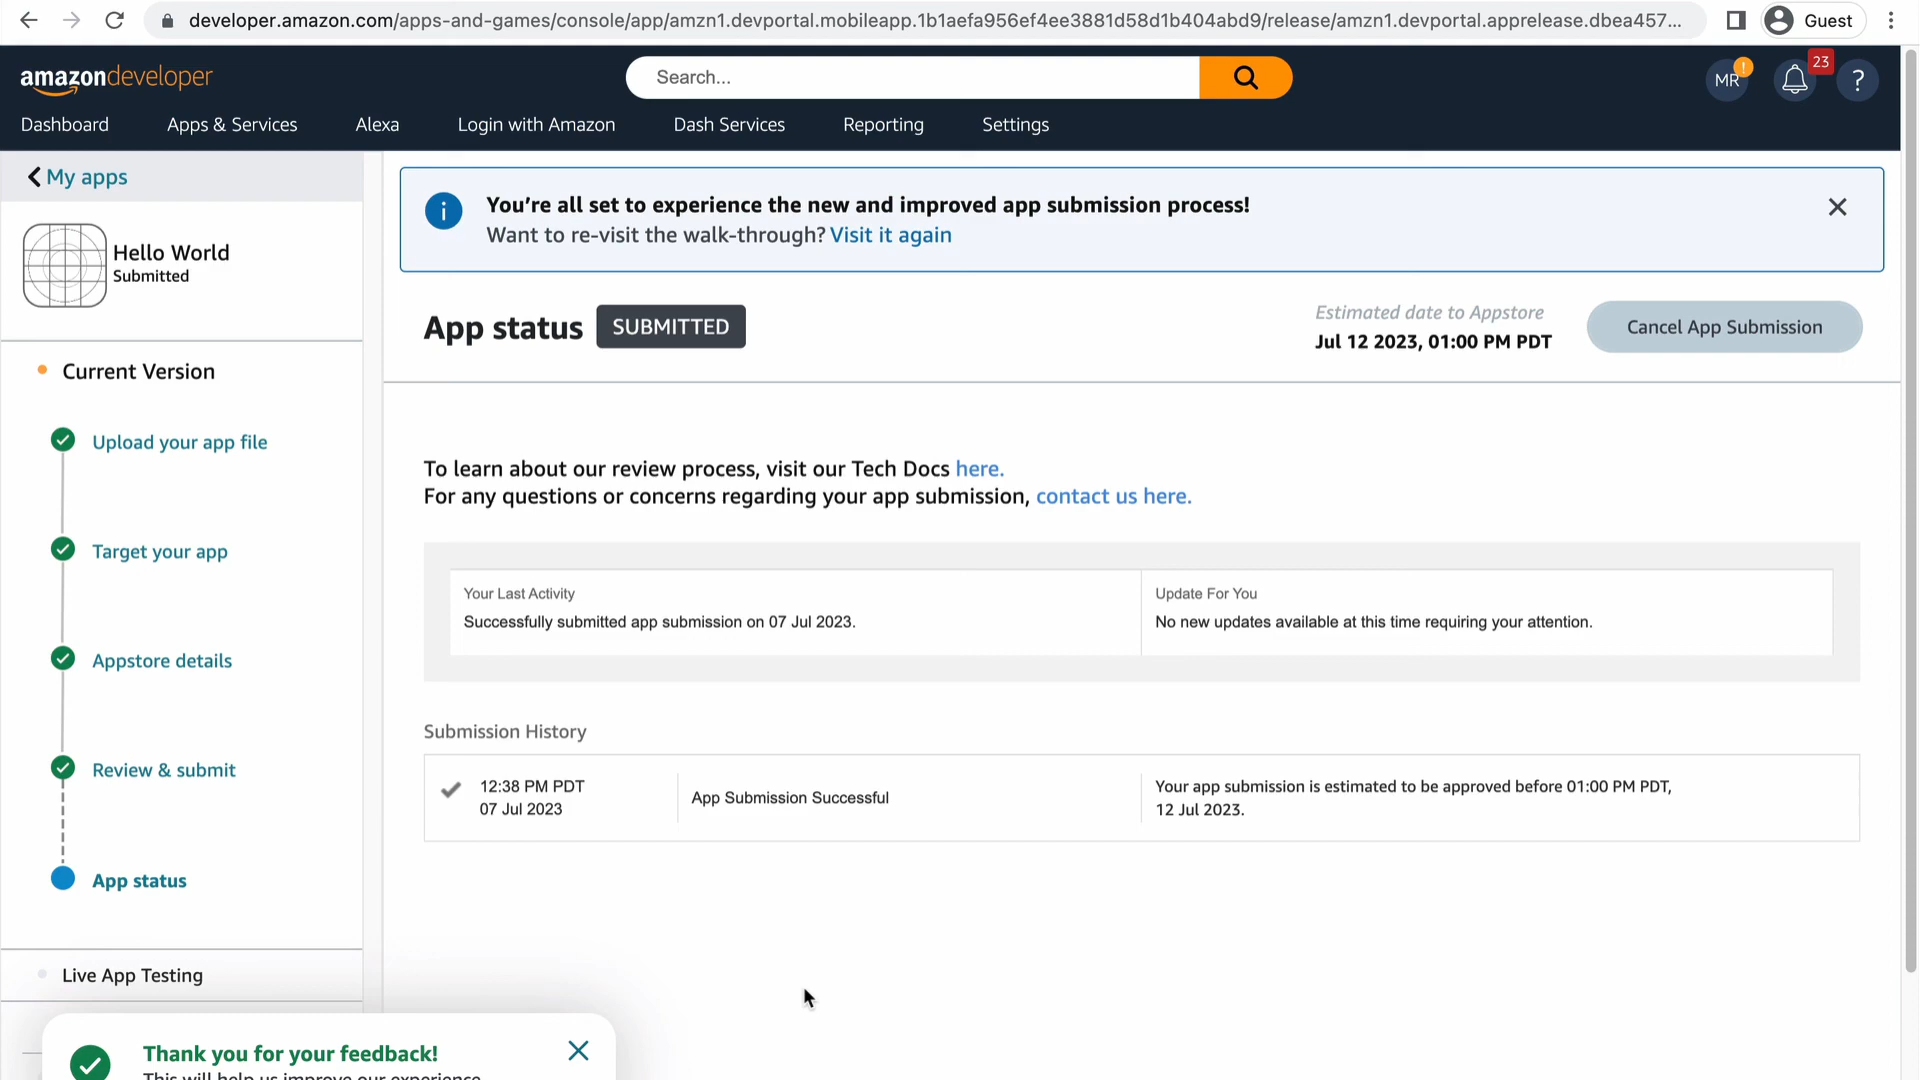 developer.amazon.com/apps-and-games/console/app/amzn1.devportal.mobileapp.1b1aefa956ef4ee3881d58d1b404abd9/release/amzn1.devportal.apprelease.dbea457...
Guest
amazondeveloper
Search...
MR
!
23
?
Dashboard
Apps & Services
Alexa
Login with Amazon
Dash Services
Reporting
Settings
My apps
Hello World
Submitted
Current Version
Upload your app file
Target your app
Appstore details
Review & submit
App status
Live App Testing
i
You're all set to experience the new and improved app submission process!
Want to re-visit the walk-through? Visit it again
App status
SUBMITTED
Estimated date to Appstore
Jul 12 2023, 01:00 PM PDT
Cancel App Submission
To learn about our review process, visit our Tech Docs here.
For any questions or concerns regarding your app submission, contact us here.
Your Last Activity
Successfully submitted app submission on 07 Jul 2023.
Update For You
No new updates available at this time requiring your attention.
Submission History
12:38 PM PDT
07 Jul 2023
App Submission Successful
Your app submission is estimated to be approved before 01:00 PM PDT,
12 Jul 2023.
Thank you for your feedback!
This will help us improve our experience